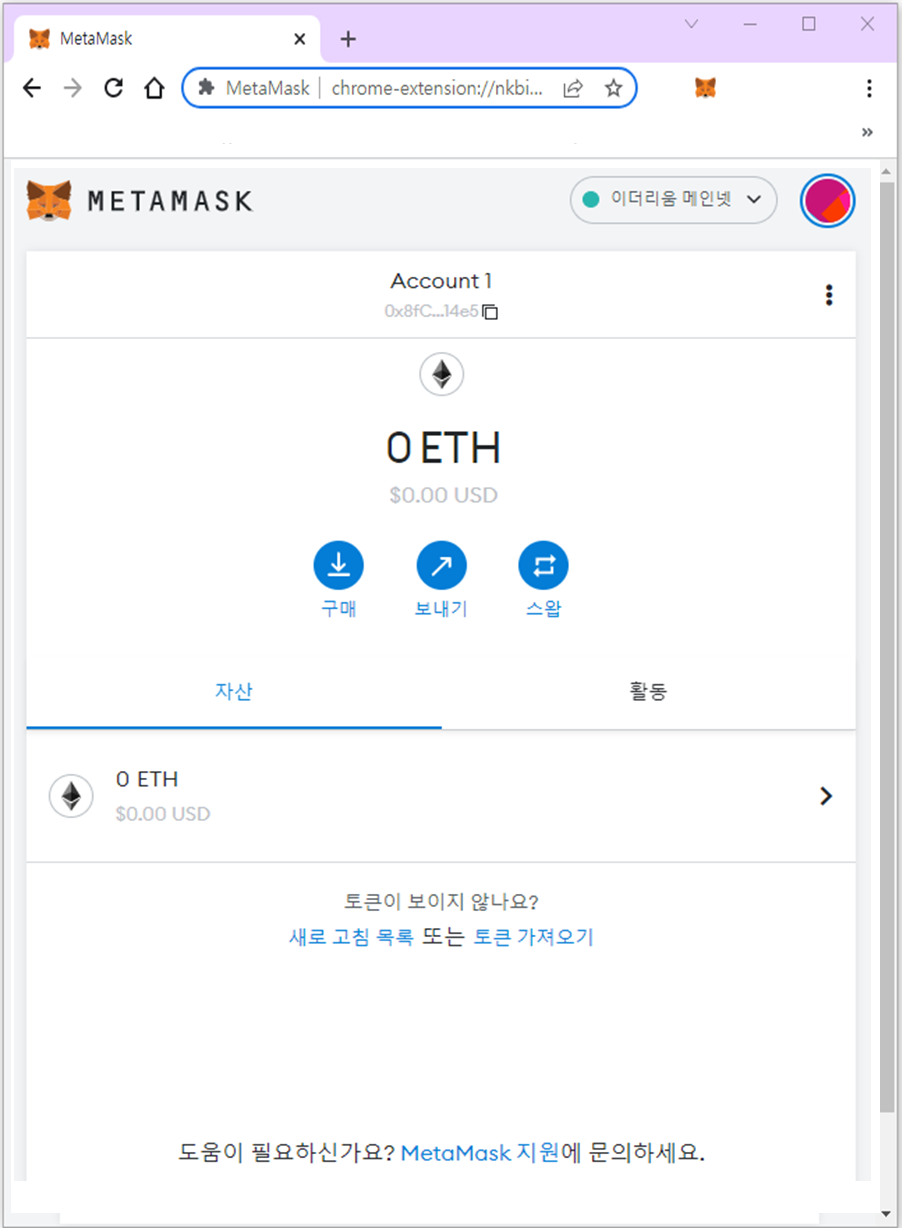 MetaMask
MetaMask | chrome-extension://nkbi...
»
METAMASK
이더리움 메인넷
Account 1
0x8fC...14e5
0 ETH
$0.00 USD
구매 보내기 스왑
자산 활동
0 ETH
$0.00 USD
토큰이 보이지 않나요?
새로 고침 목록 또는 토큰 가져오기
도움이 필요하신가요? MetaMask 지원에 문의하세요.